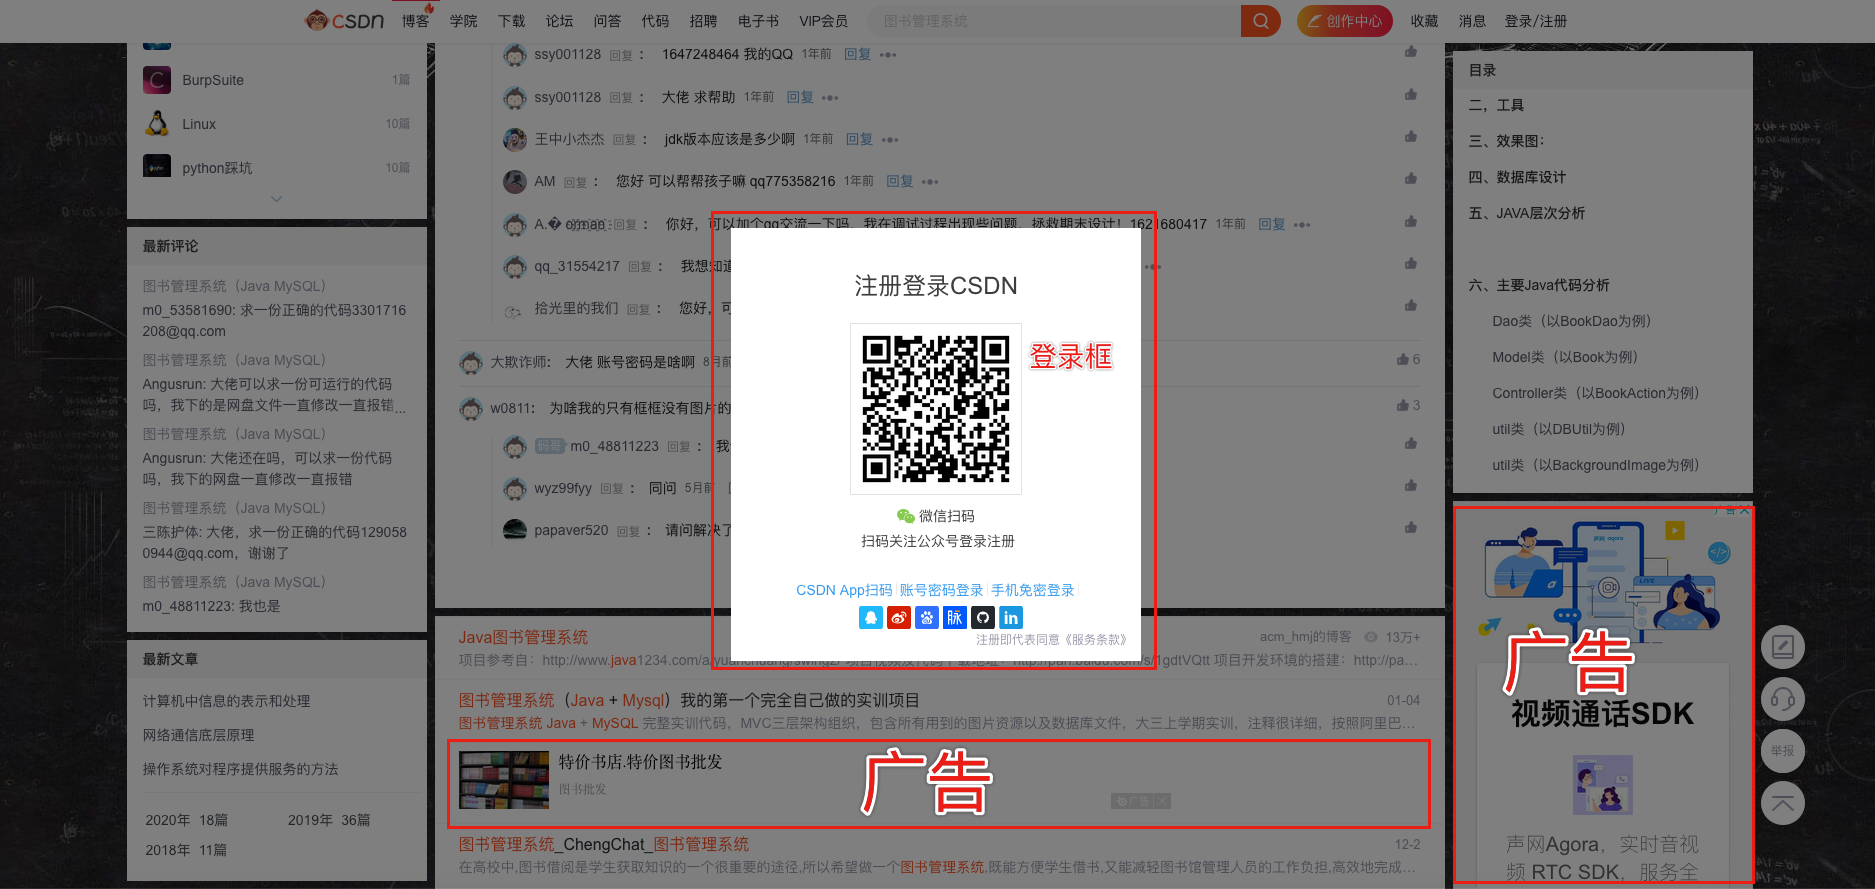 CSDN 博客 学院 下载 论坛 问答 代码 招聘 电子书 VIP会员 图书管理系统 创作中心 收藏 消息 登录/注册
BurpSuite 1篇
Linux 10篇
python踩坑 10篇
最新评论
图书管理系统（Java MySQL）
m0_53581690: 求一份正确的代码3301716
208@qq.com
图书管理系统（Java MySQL）
Angusrun: 大佬可以求一份可运行的代码
吗，我下的是网盘文件一直修改一直报错...
图书管理系统（Java MySQL）
Angusrun: 大佬还在吗，可以求一份代码
吗，我下的网盘一直修改一直报错
图书管理系统（Java MySQL）
三陈护体: 大佬，求一份正确的代码129058
0944@qq.com，谢谢了
图书管理系统（Java MySQL）
m0_48811223: 我也是
最新文章
计算机中信息的表示和处理
网络通信底层原理
操作系统对程序提供服务的方法
2020年 18篇 2019年 36篇
2018年 11篇
ssy001128 回复： 1647248464 我的QQ 1年前 回复
ssy001128 回复： 大佬 求帮助 1年前 回复
王中小杰杰 回复： jdk版本应该是多少啊 1年前 回复
AM 回复： 您好 可以帮帮孩子嘛 qq775358216 1年前 回复
回复： 你好，可以加个qq交流一下吗，我在调试过程出现些问题，拯救期末设计！1621680417 1年前 回复
qq_31554217 回复： 我想知道
拾光里的我们 回复： 您好，可
大欺诈师： 大佬 账号密码是啥啊 8月前 6
w0811： 为啥我的只有框框没有图片的 3
码哥 m0_48811223 回复： 我
wyz99fyy 回复： 同问 5月前
papaver520 回复： 请问解决了
注册登录CSDN
登录框
微信扫码
扫码关注公众号登录注册
CSDN App扫码 账号密码登录 手机免密登录
脉 in
注册即代表同意《服务条款》
Java图书管理系统 acm_hmj的博客 13万+
项目参考自：http://www.java1234.com/a/yuanchuang/swing2/ 项目视频及代码下载地址：http://pan.baidu.com/s/1gdtVQtt 项目开发环境的搭建：http://pa...
图书管理系统（Java + Mysql）我的第一个完全自己做的实训项目 01-04
图书管理系统 Java + MySQL 完整实训代码，MVC三层架构组织，包含所有用到的图片资源以及数据库文件，大三上学期实训，注释很详细，按照阿里巴...
特价书店.特价图书批发
图书批发
广告
广告
图书管理系统_ChengChat_图书管理系统 12-2
在高校中,图书借阅是学生获取知识的一个很重要的途径,所以希望做一个图书管理系统,既能方便学生借书,又能减轻图书馆管理人员的工作负担,高效地完成...
目录
二，工具
三、效果图：
四、数据库设计
五、JAVA层次分析
六、主要Java代码分析
Dao类（以BookDao为例）
Model类（以Book为例）
Controller类（以BookAction为例）
util类（以DBUtil为例）
util类（以BackgroundImage为例）
广告
声网 agora
LIVE
广告
视频通话SDK
声网Agora，实时音视
频 RTC SDK，服务全
举报